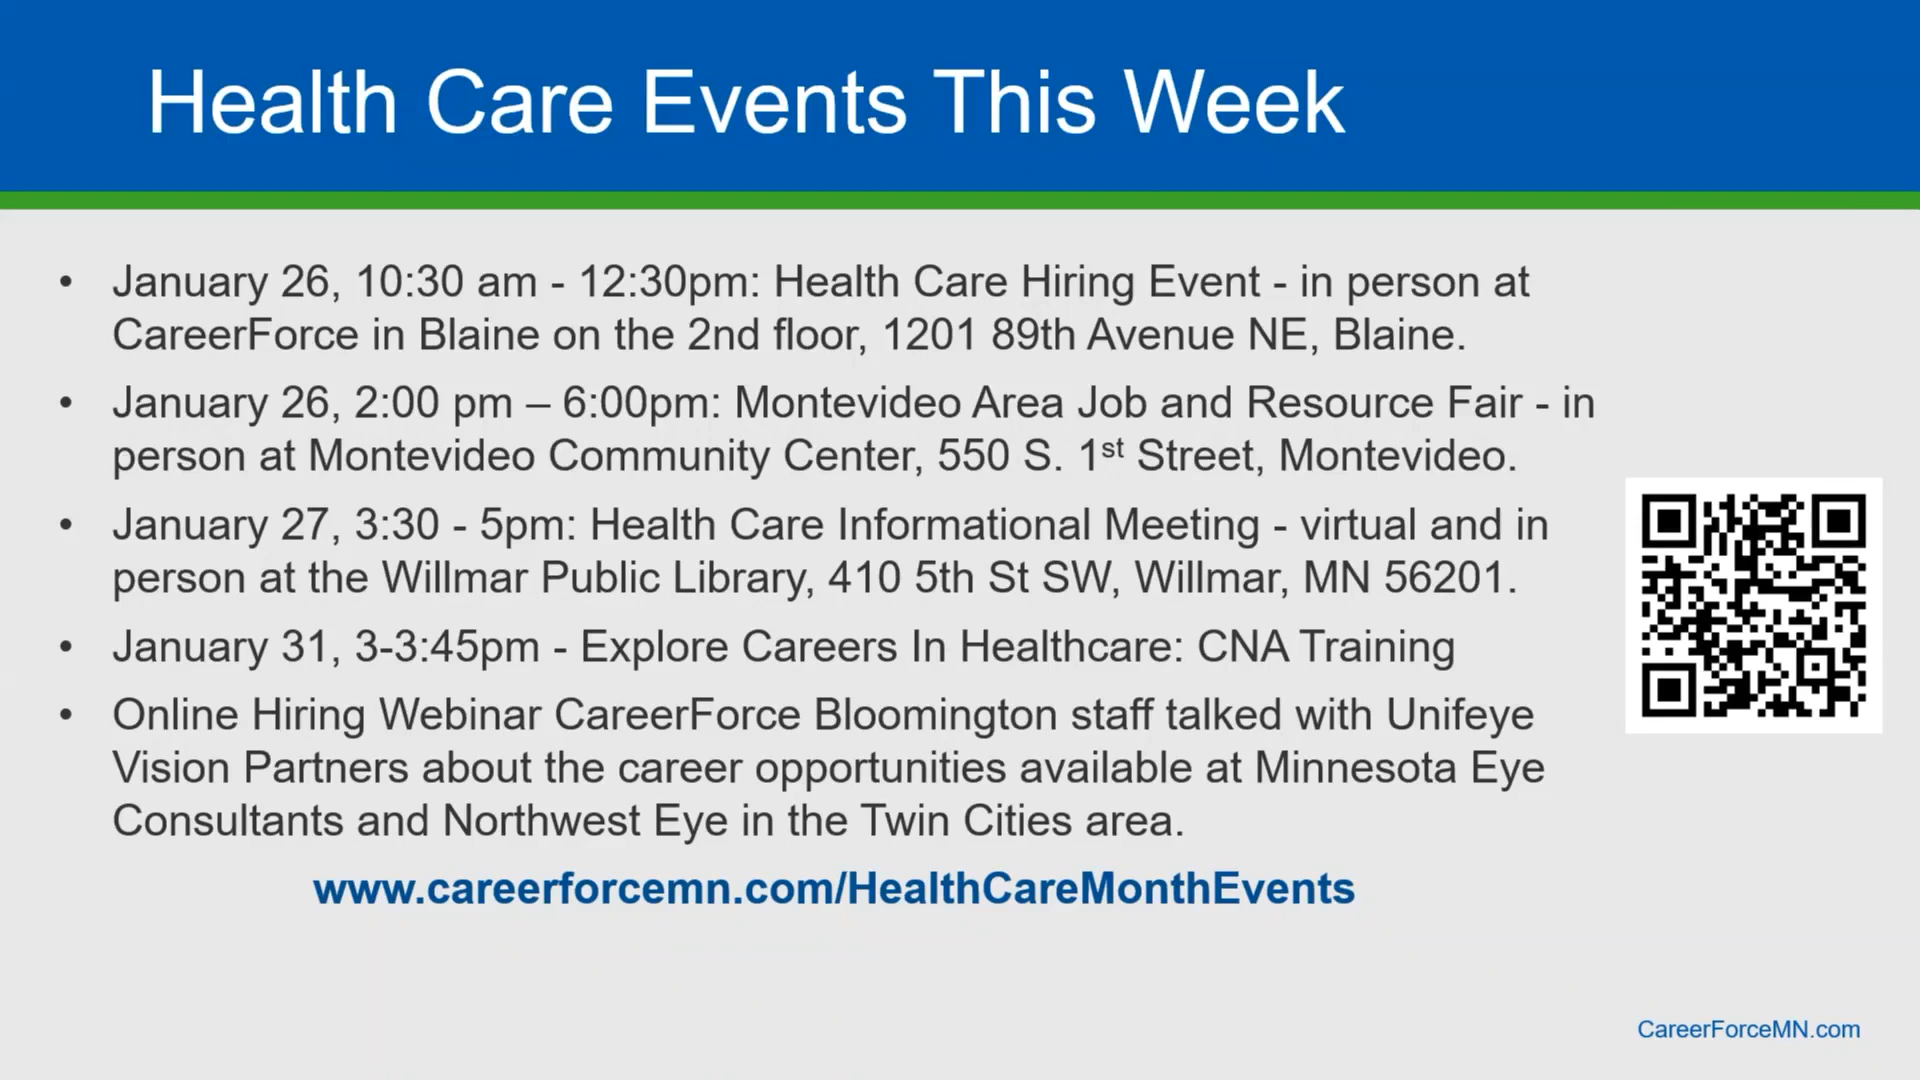 Health Care Events This Week
• January 26, 10:30 am - 12:30pm: Health Care Hiring Event - in person at
CareerForce in Blaine on the 2nd floor, 1201 89th Avenue NE, Blaine.
• January 26, 2:00 pm – 6:00pm: Montevideo Area Job and Resource Fair - in
person at Montevideo Community Center, 550 S. 1st Street, Montevideo.
• January 27, 3:30 - 5pm: Health Care Informational Meeting - virtual and in
person at the Willmar Public Library, 410 5th St SW, Willmar, MN 56201.
• January 31, 3-3:45pm - Explore Careers In Healthcare: CNA Training
• Online Hiring Webinar CareerForce Bloomington staff talked with Unifeye
Vision Partners about the career opportunities available at Minnesota Eye
Consultants and Northwest Eye in the Twin Cities area.
www.careerforcemn.com/HealthCareMonthEvents
CareerForceMN.com